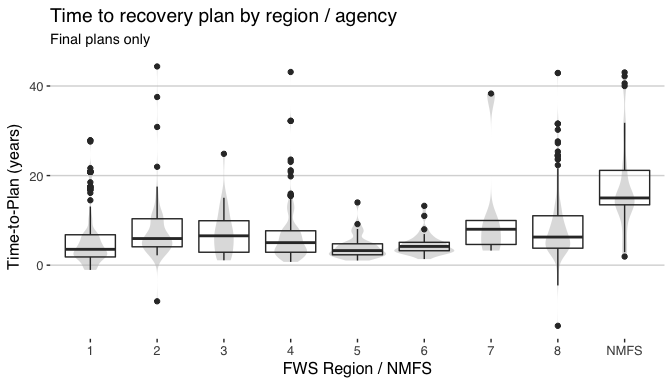 Time to recovery plan by region / agency
Final plans only
Time-to-Plan (years)
40
20
0
1 2 3 4 5 6 7 8 NMFS
FWS Region / NMFS